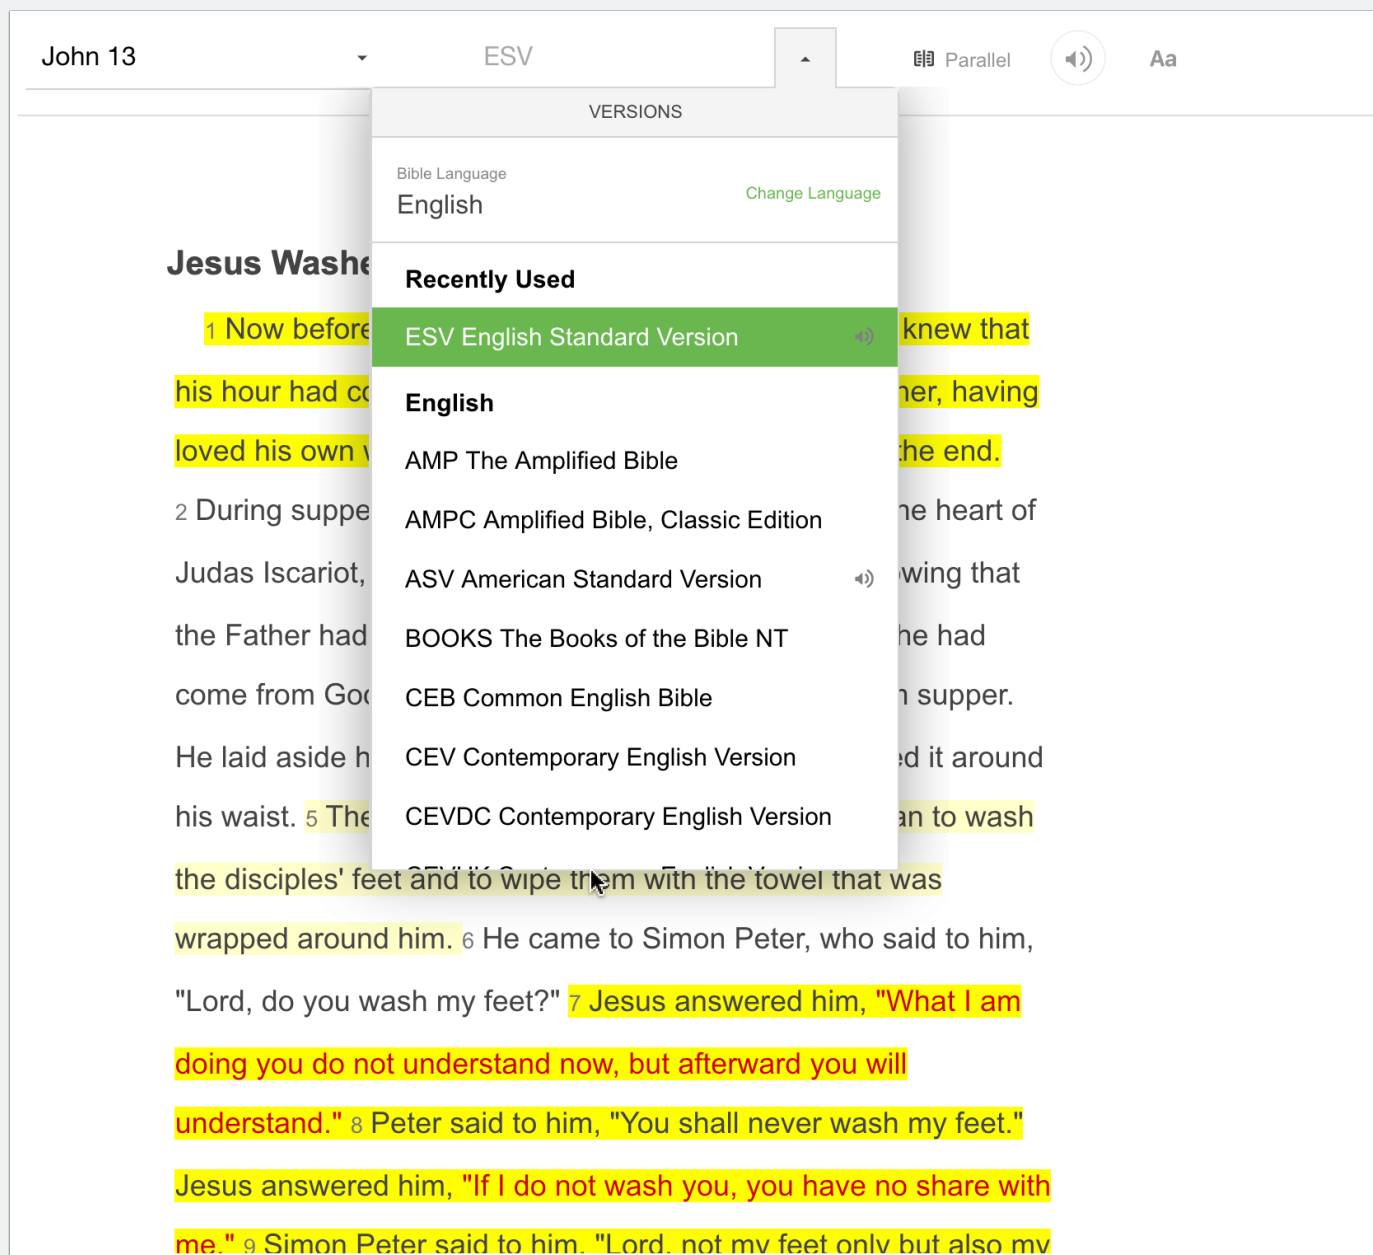 John 13
ESV
Parallel
Aa
VERSIONS
Bible Language
English
Change Language
Recently Used
ESV English Standard Version
English
AMP The Amplified Bible
AMPC Amplified Bible, Classic Edition
ASV American Standard Version
BOOKS The Books of the Bible NT
CEB Common English Bible
CEV Contemporary English Version
CEVDC Contemporary English Version
Jesus
1 Now before knew that
his hour had having
loved his own the end.
2 During heart of
Judas Iscariot, that
the Father had he had
come from supper.
He laid aside it around
his waist. 5 to wash
the disciples' feet and to wipe them with the towel that was
wrapped around him. 6 He came to Simon Peter, who said to him,
"Lord, do you wash my feet?" 7 Jesus answered him, "What I am
doing you do not understand now, but afterward you will
understand." 8 Peter said to him, "You shall never wash my feet."
Jesus answered him, "If I do not wash you, you have no share with
me." 9 Simon Peter said to him, "Lord, not my feet only but also my